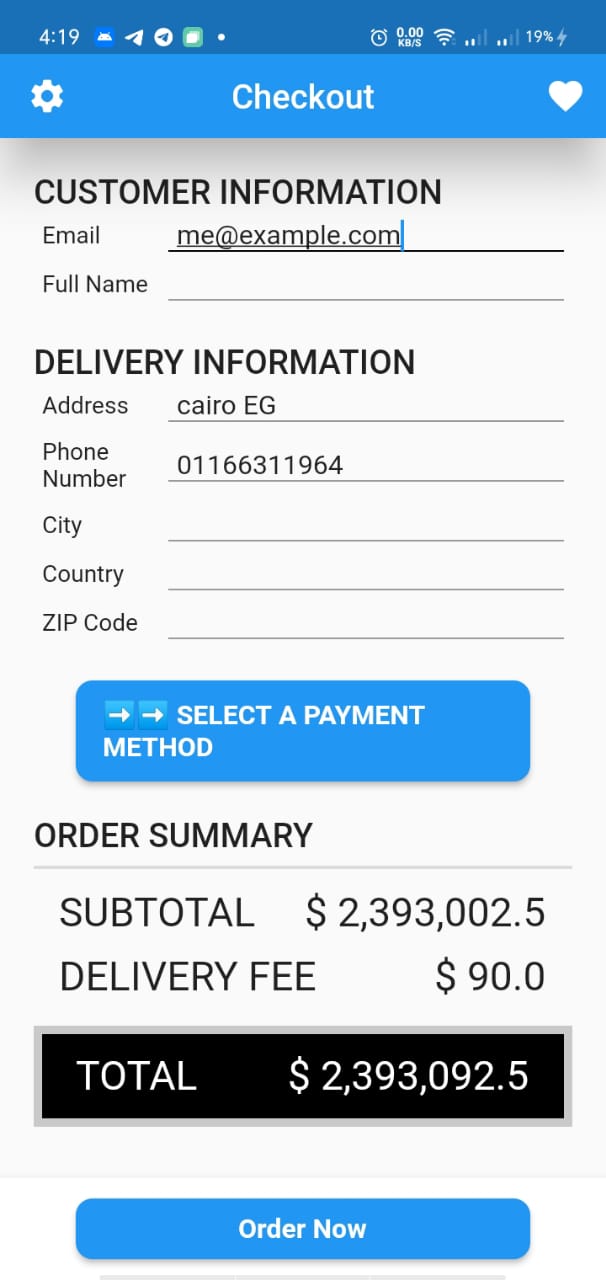 4:19 0.00 KB/S 19%
Checkout
CUSTOMER INFORMATION
Email me@example.com
Full Name
DELIVERY INFORMATION
Address cairo EG
Phone
Number 01166311964
City
Country
ZIP Code
➡️➡️ SELECT A PAYMENT
METHOD
ORDER SUMMARY
SUBTOTAL $ 2,393,002.5
DELIVERY FEE $ 90.0
TOTAL $ 2,393,092.5
Order Now